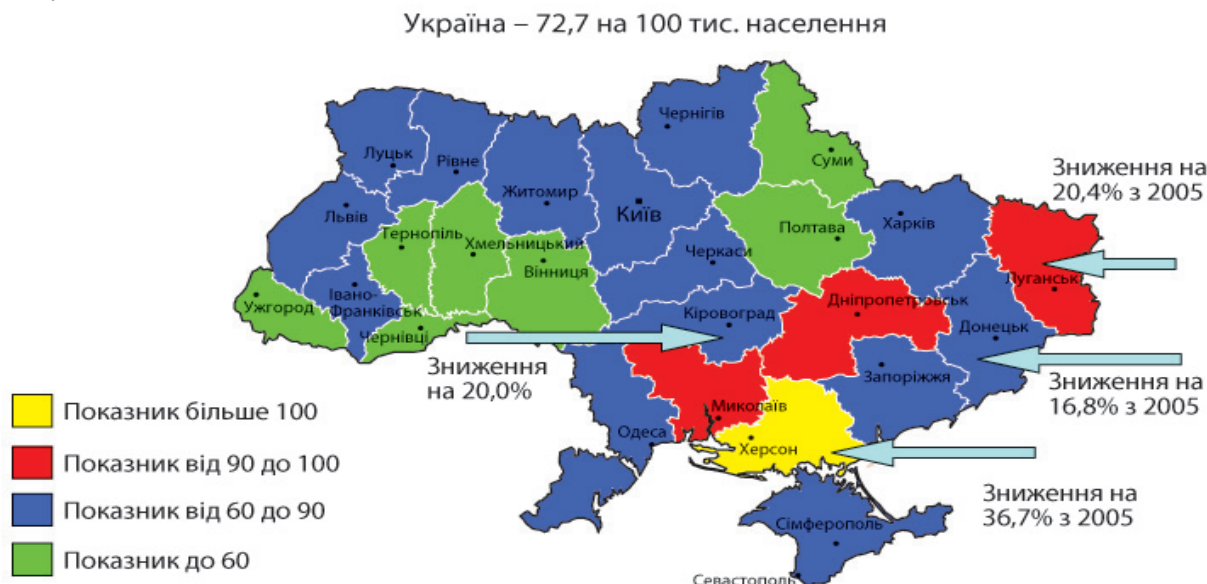 Україна – 72,7 на 100 тис. населення
Чернігів
Луцьк
Рівне
Суми
Зниження на
20,4% з 2005
Житомир
Київ
Львів
Харків
Полтава
Тернопіль
Хмельницький
Черкаси
Вінниця
Луганськ
Ужгород
Івано-
Франківськ
Дніпропетровськ
Кіровоград
Чернівці
Донецьк
Зниження
на 20,0%
Запоріжжя
Зниження на
16,8% з 2005
Показник більше 100
Миколаїв
Одеса
Херсон
Показник від 90 до 100
Зниження на
36,7% з 2005
Показник від 60 до 90
Сімферополь
Показник до 60
Севастополь